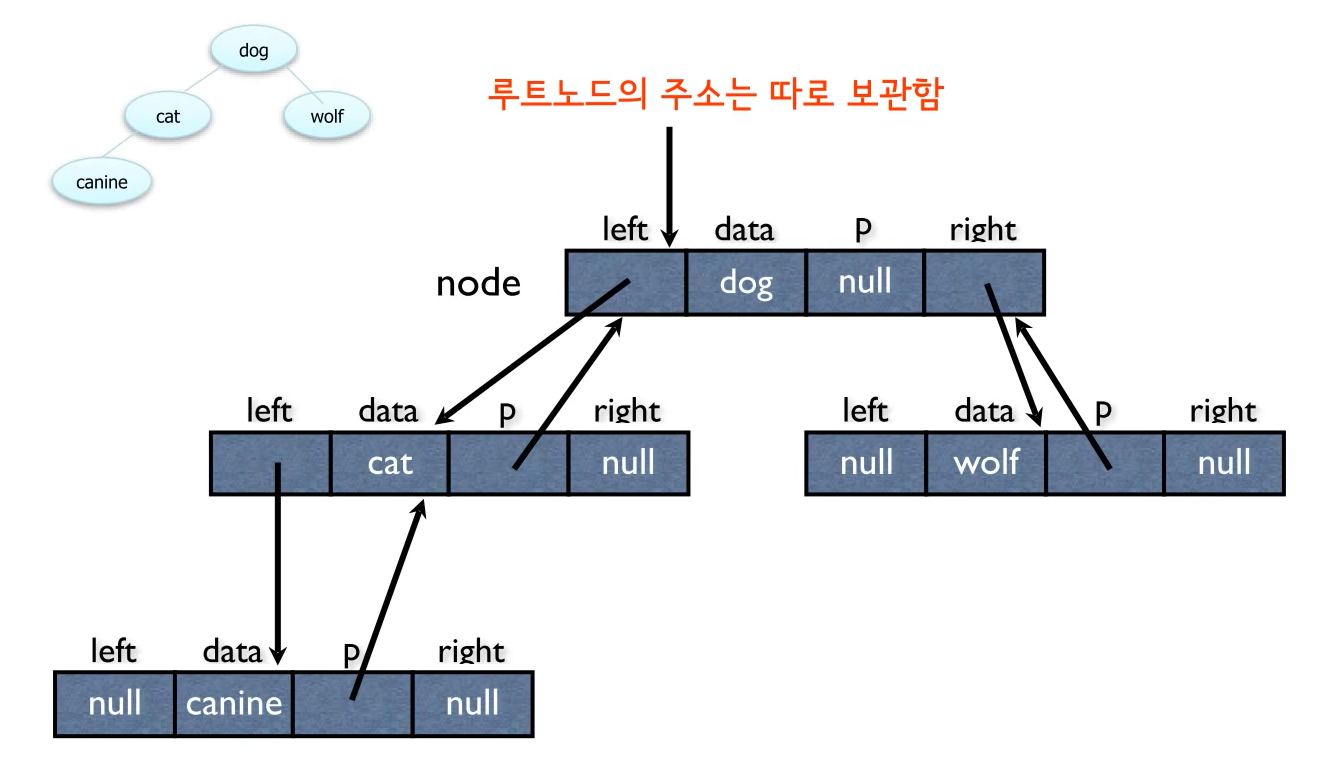 dog
루트노드의 주소는 따로 보관함
cat
wolf
canine
left data p right
node
dog null
left data p right
cat null
left data p right
null wolf null
left data p right
null canine null